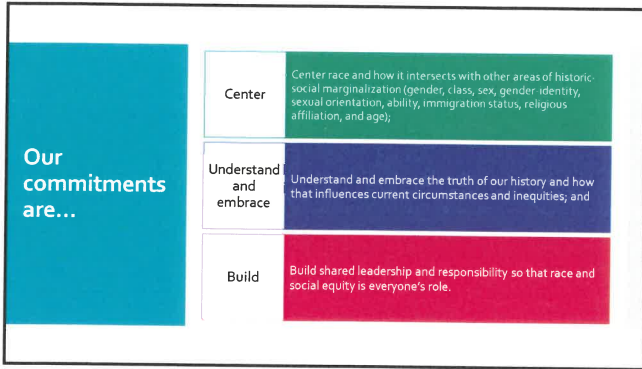 Our
commitments
are...
Center
Center race and how it intersects with other areas of historic-
social marginalization (gender, class, sex, gender-identity,
sexual orientation, ability, immigration status, religious
affiliation, and age);
Understand
and
embrace
Understand and embrace the truth of our history and how
that influences current circumstances and inequities; and
Build
Build shared leadership and responsibility so that race and
social equity is everyone's role.